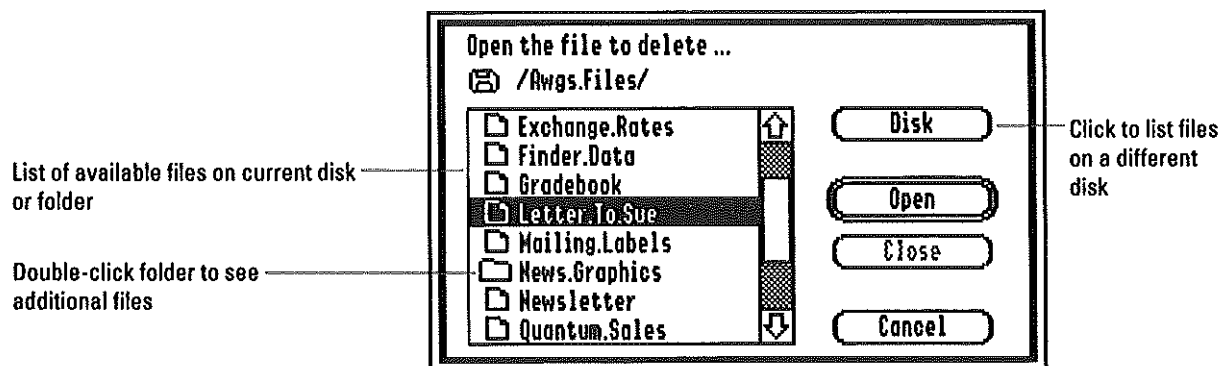 Open the file to delete ...
/Awgs.Files/
Exchange.Rates
Finder.Data
Gradebook
Letter.To.Sue
Mailing.Labels
News.Graphics
Newsletter
Quantum.Sales
Disk
Open
Close
Cancel
List of available files on current disk
or folder
Double-click folder to see
additional files
Click to list files
on a different
disk